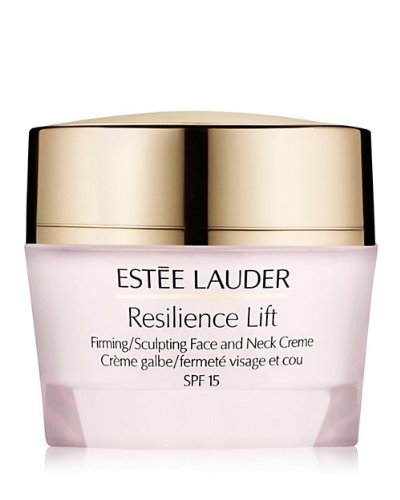 ESTĒE LAUDER
Resilience Lift
Firming/Sculpting Face and Neck Creme
Crème galbe/fermeté visage et cou
SPF 15